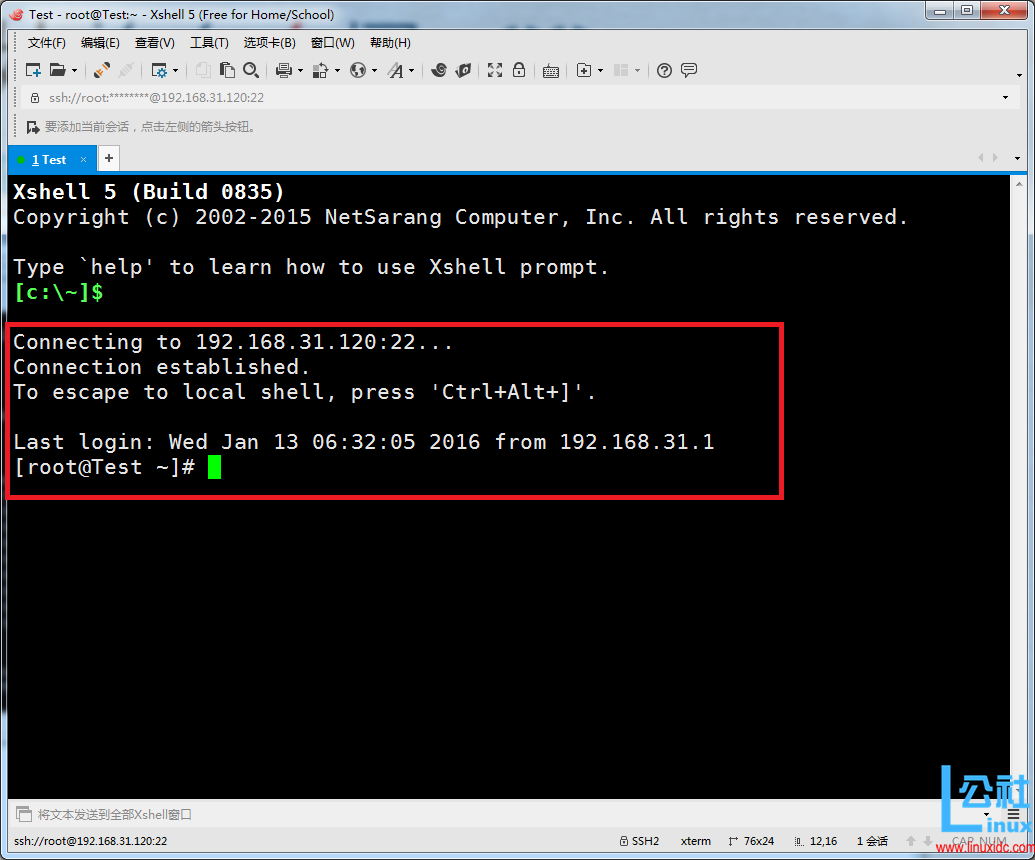 Test - root@Test:~ - Xshell 5 (Free for Home/School)
文件(F) 编辑(E) 查看(V) 工具(T) 选项卡(B) 窗口(W) 帮助(H)
ssh://root:********@192.168.31.120:22
要添加当前会话，点击左侧的箭头按钮。
1 Test × +
Xshell 5 (Build 0835)
Copyright (c) 2002-2015 NetSarang Computer, Inc. All rights reserved.
Type `help' to learn how to use Xshell prompt.
[c:\~]$
Connecting to 192.168.31.120:22...
Connection established.
To escape to local shell, press 'Ctrl+Alt+]'.
Last login: Wed Jan 13 06:32:05 2016 from 192.168.31.1
[root@Test ~]#
将文本发送到全部Xshell窗口
ssh://root@192.168.31.120:22 SSH2 xterm 76x24 12,16 1 会话 CAP NUM
Linux公社
www.linuxidc.com